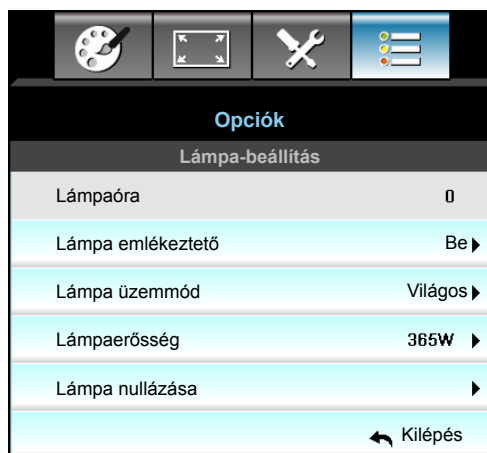 Opciók
Lámpa-beállítás
Lámpaóra 0
Lámpa emlékeztető Be
Lámpa üzemmód Világos
Lámpaerősség 365W
Lámpa nullázása
Kilépés